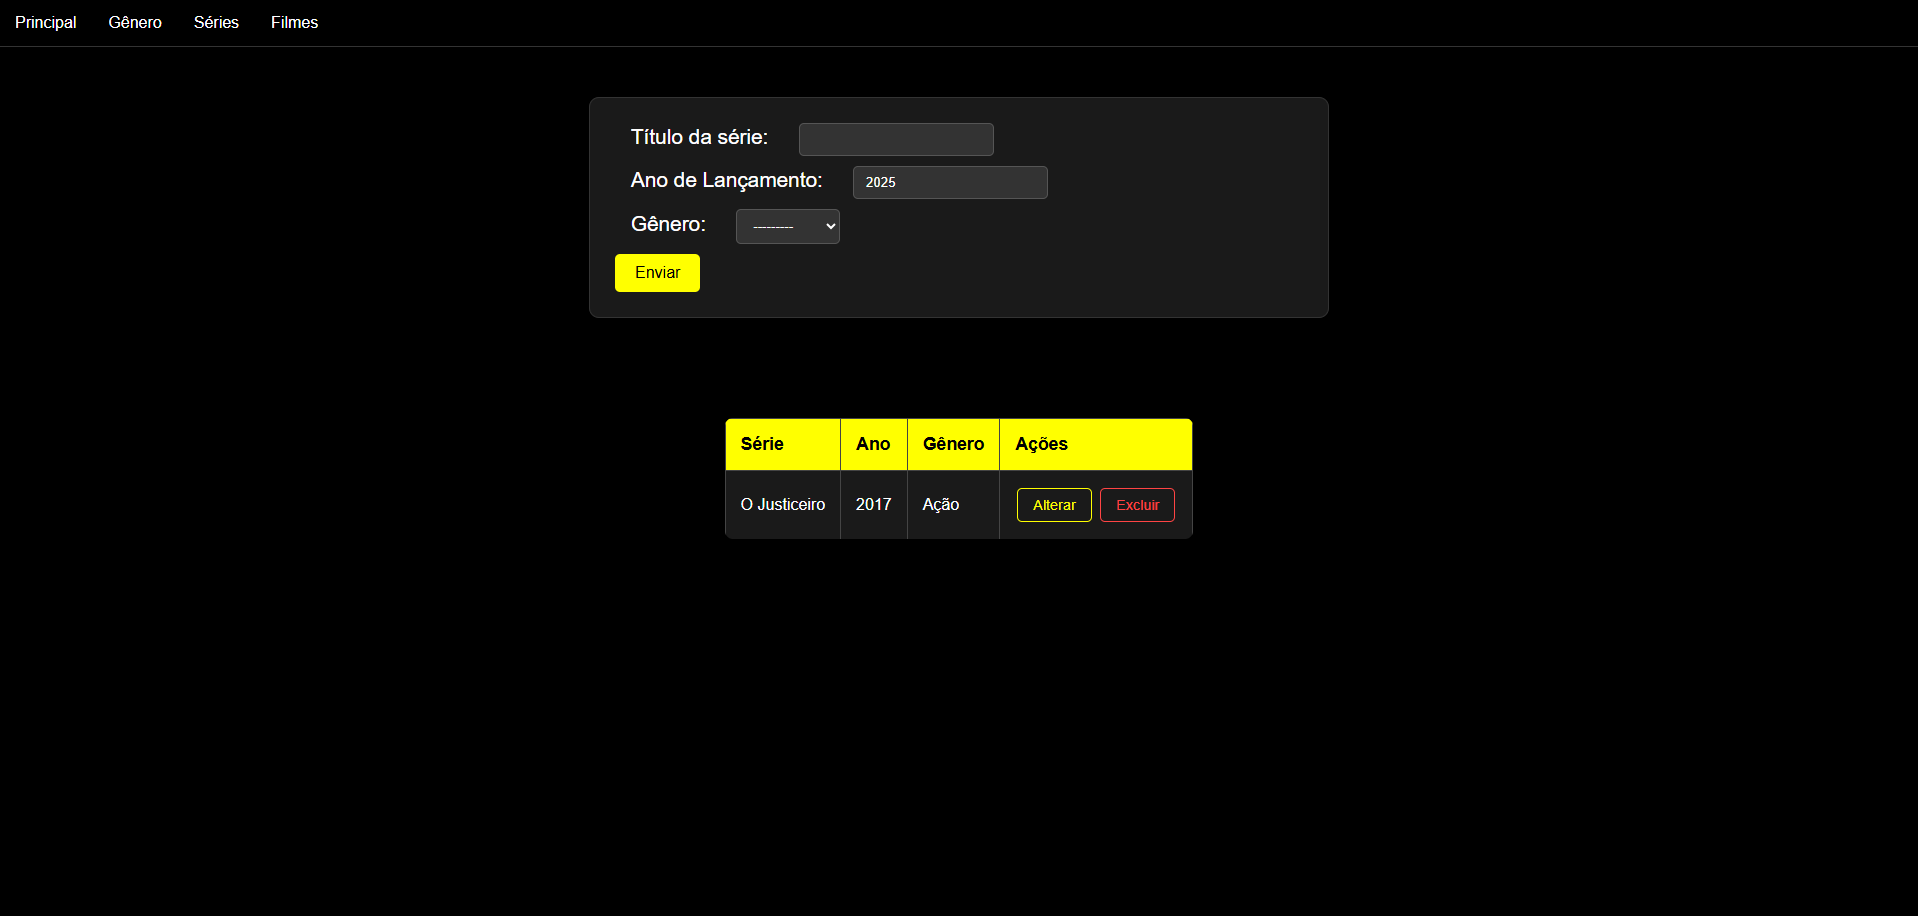 Principal Gênero Séries Filmes
Título da série:
Ano de Lançamento: 2025
Gênero: ---------
Enviar
Série Ano Gênero Ações
O Justiceiro 2017 Ação Alterar Excluir